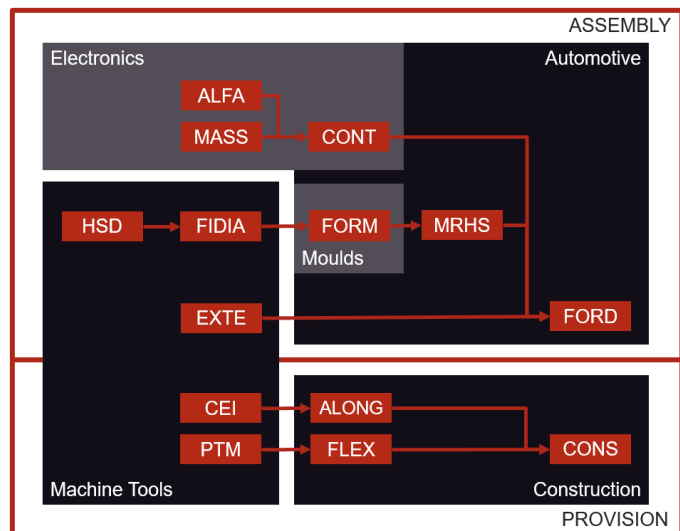 ASSEMBLY
Electronics
Automotive
ALFA
MASS
CONT
HSD
FIDIA
FORM
MRHS
Moulds
EXTE
FORD
CEI
ALONG
PTM
FLEX
CONS
Machine Tools
Construction
PROVISION